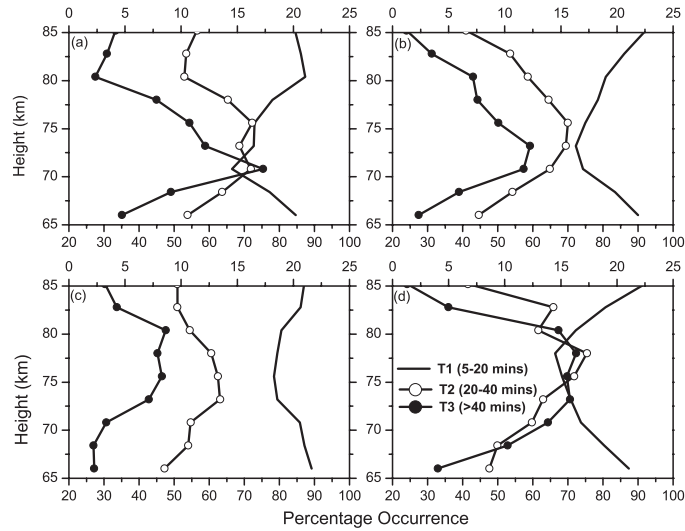 0 5 10 15 20 25 0 5 10 15 20 25
85 (a) 85 (b)
80 80
75 75
70 70
65 65
Height (km)
20 30 40 50 60 70 80 90 100 20 30 40 50 60 70 80 90 100
0 5 10 15 20 25 0 5 10 15 20 25
85 (c) 85 (d)
80 80
75 75
70 70
65 65
Height (km)
T1 (5-20 mins)
T2 (20-40 mins)
T3 (>40 mins)
20 30 40 50 60 70 80 90 100 20 30 40 50 60 70 80 90 100
Percentage Occurrence